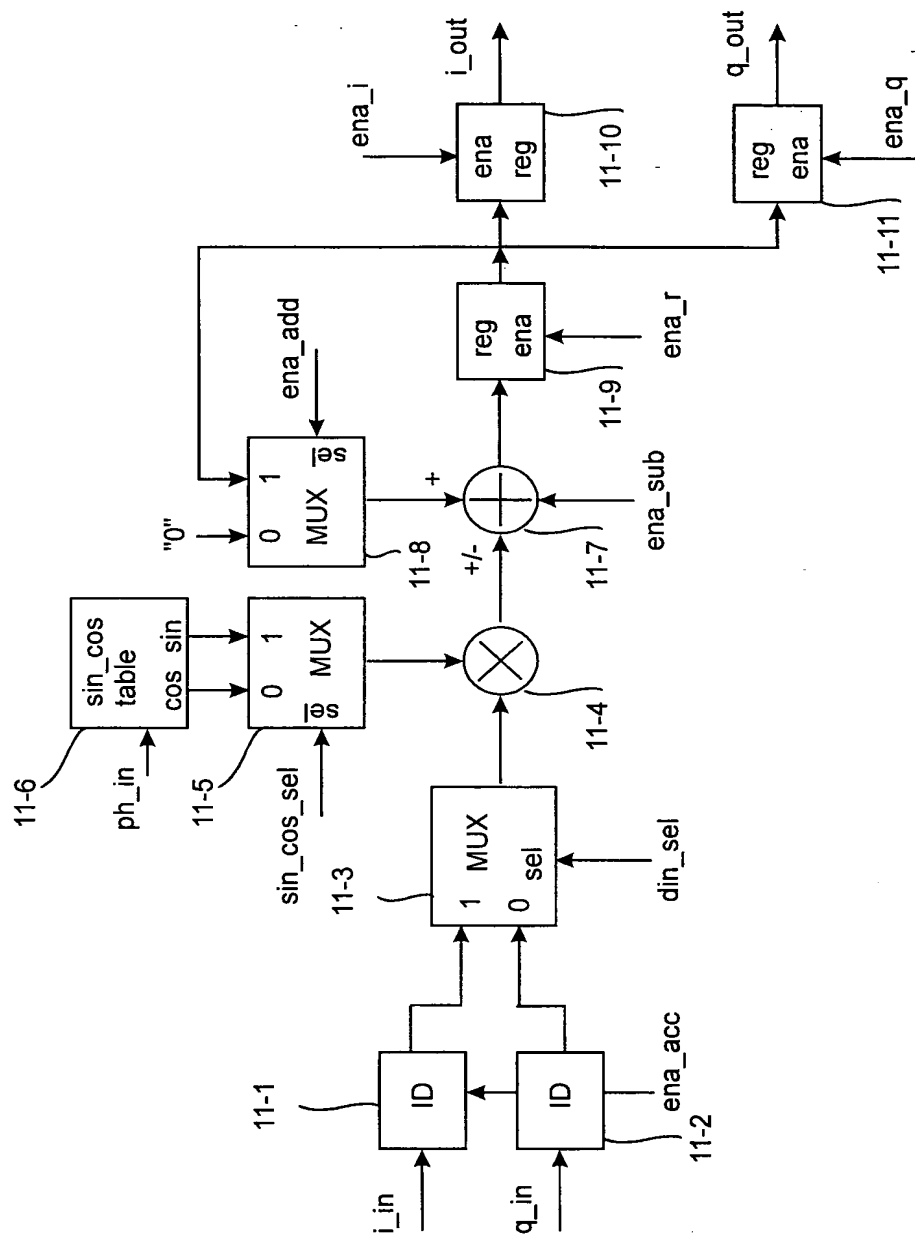 i_in
11-1
ID
q_in
ID
11-2
ena_acc
11-3
1
MUX
0
sel
din_sel
11-6
sin_cos
table
cos sin
ph_in
11-5
0 1
MUX
sel
sin_cos_sel
11-4
"0"
0 1
MUX
sel
ena_add
11-8
+
+/-
11-7
ena_sub
reg
ena
11-9
ena_r
ena_i
ena
reg
i_out
11-10
reg
ena
q_out
11-11
ena_q